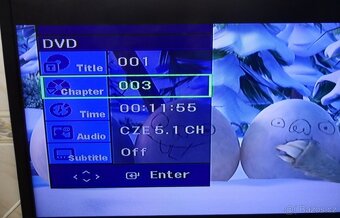 DVD
Title 001
Chapter 003
Time 00:11:55
Audio CZE 5.1 CH
Subtitle Off
Enter